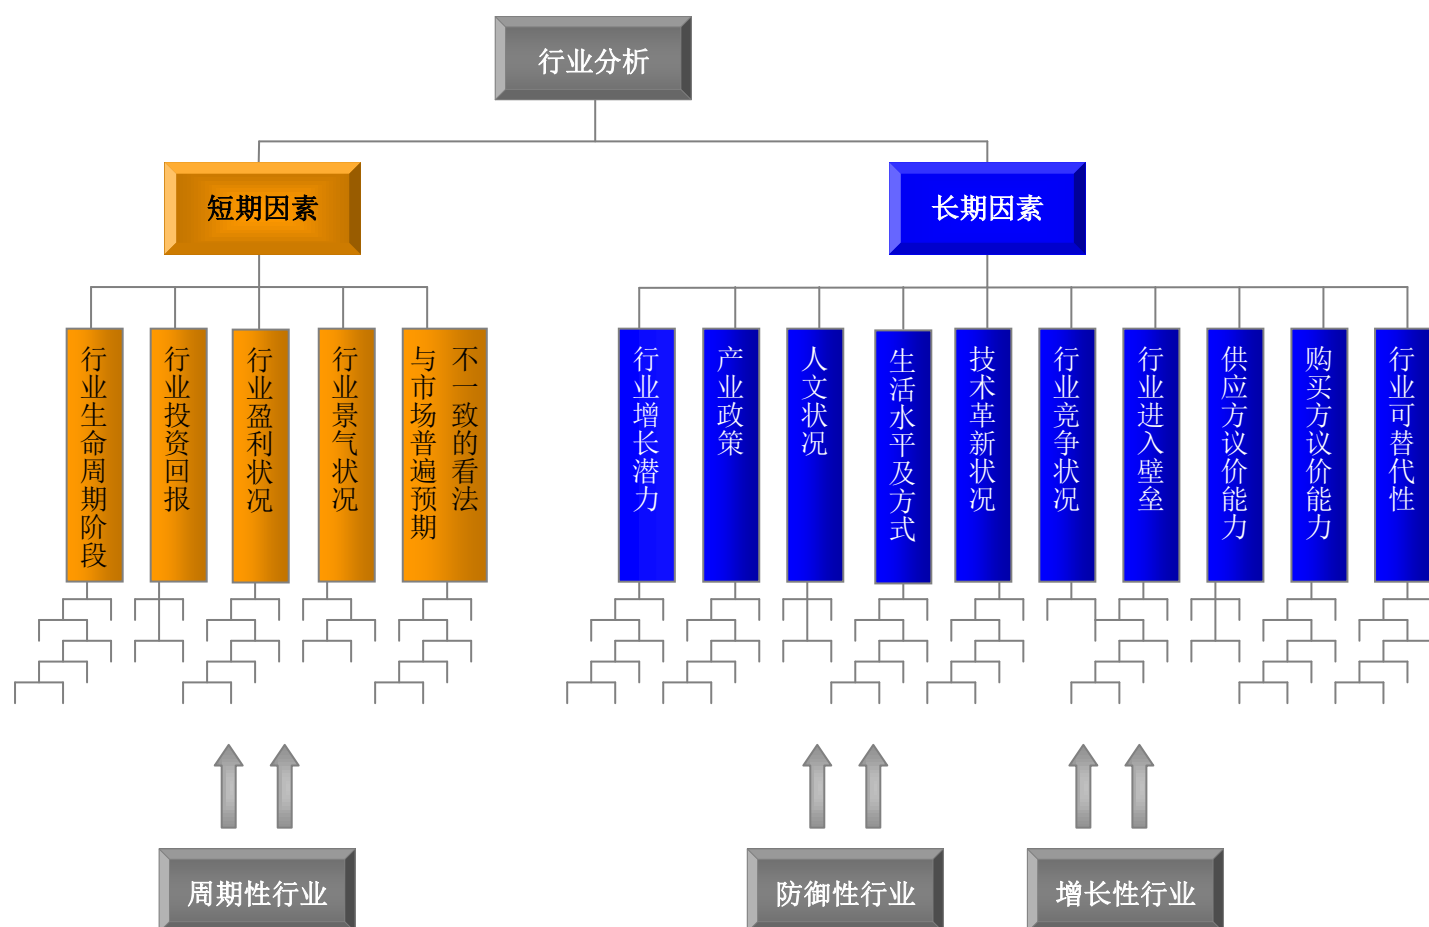 行业分析
短期因素
长期因素
行业生命周期阶段
行业投资回报
行业盈利状况
行业景气状况
不一致的看法
与市场普遍预期
行业增长潜力
产业政策
人文状况
生活水平及方式
技术革新状况
行业竞争状况
行业进入壁垒
供应方议价能力
购买方议价能力
行业可替代性
周期性行业
防御性行业
增长性行业